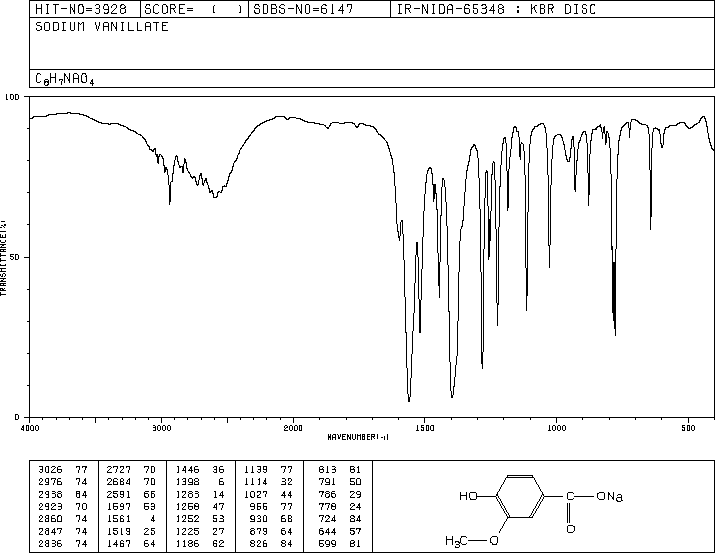 HIT-NO=3928 SCORE= ( ) SDBS-NO=6147 IR-NIDA-65348 : KBR DISC
SODIUM VANILLATE
C8H7NAO4
100
TRANSMITTANCE(%)
50
0
4000 3000 2000 1500 1000 500
WAVENUMBER(-1)
3026 77 2727 70 1446 36 1139 77 813 81
2976 74 2684 70 1398 6 1114 32 791 50
2938 64 2591 66 1283 14 1027 44 786 29
70 1597 1258 47 77 778 24
2860 74 1561 4 1252 53 930 68 724 84
2847 74 1519 25 1225 27 879 64 644 57
2836 74 1467 64 1186 62 826 84 599 81
HO
C
ONa
O
H3C
O